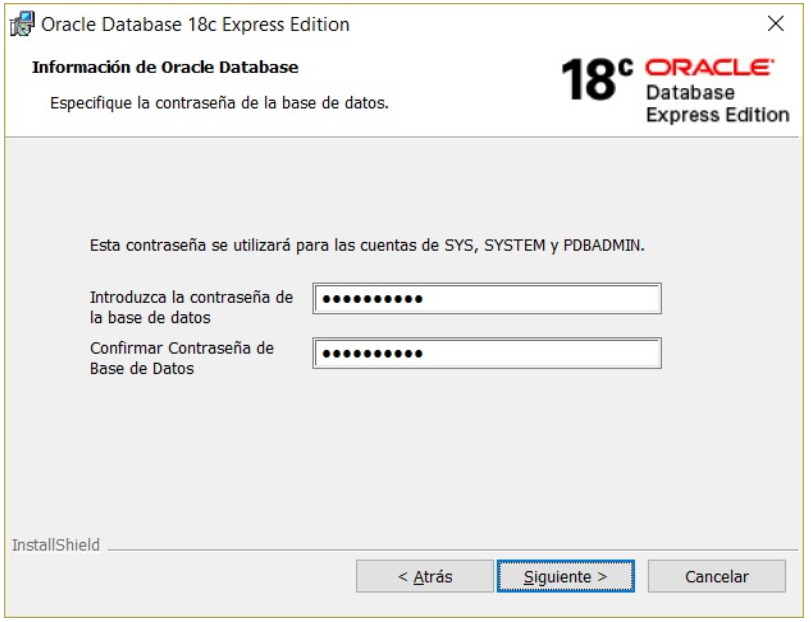 Oracle Database 18c Express Edition
Información de Oracle Database
Especifique la contraseña de la base de datos.
18c ORACLE
Database
Express Edition
Esta contraseña se utilizará para las cuentas de SYS, SYSTEM y PDBADMIN.
Introduzca la contraseña de
la base de datos
••••••••••
Confirmar Contraseña de
Base de Datos
••••••••••
InstallShield
< Atrás
Siguiente >
Cancelar